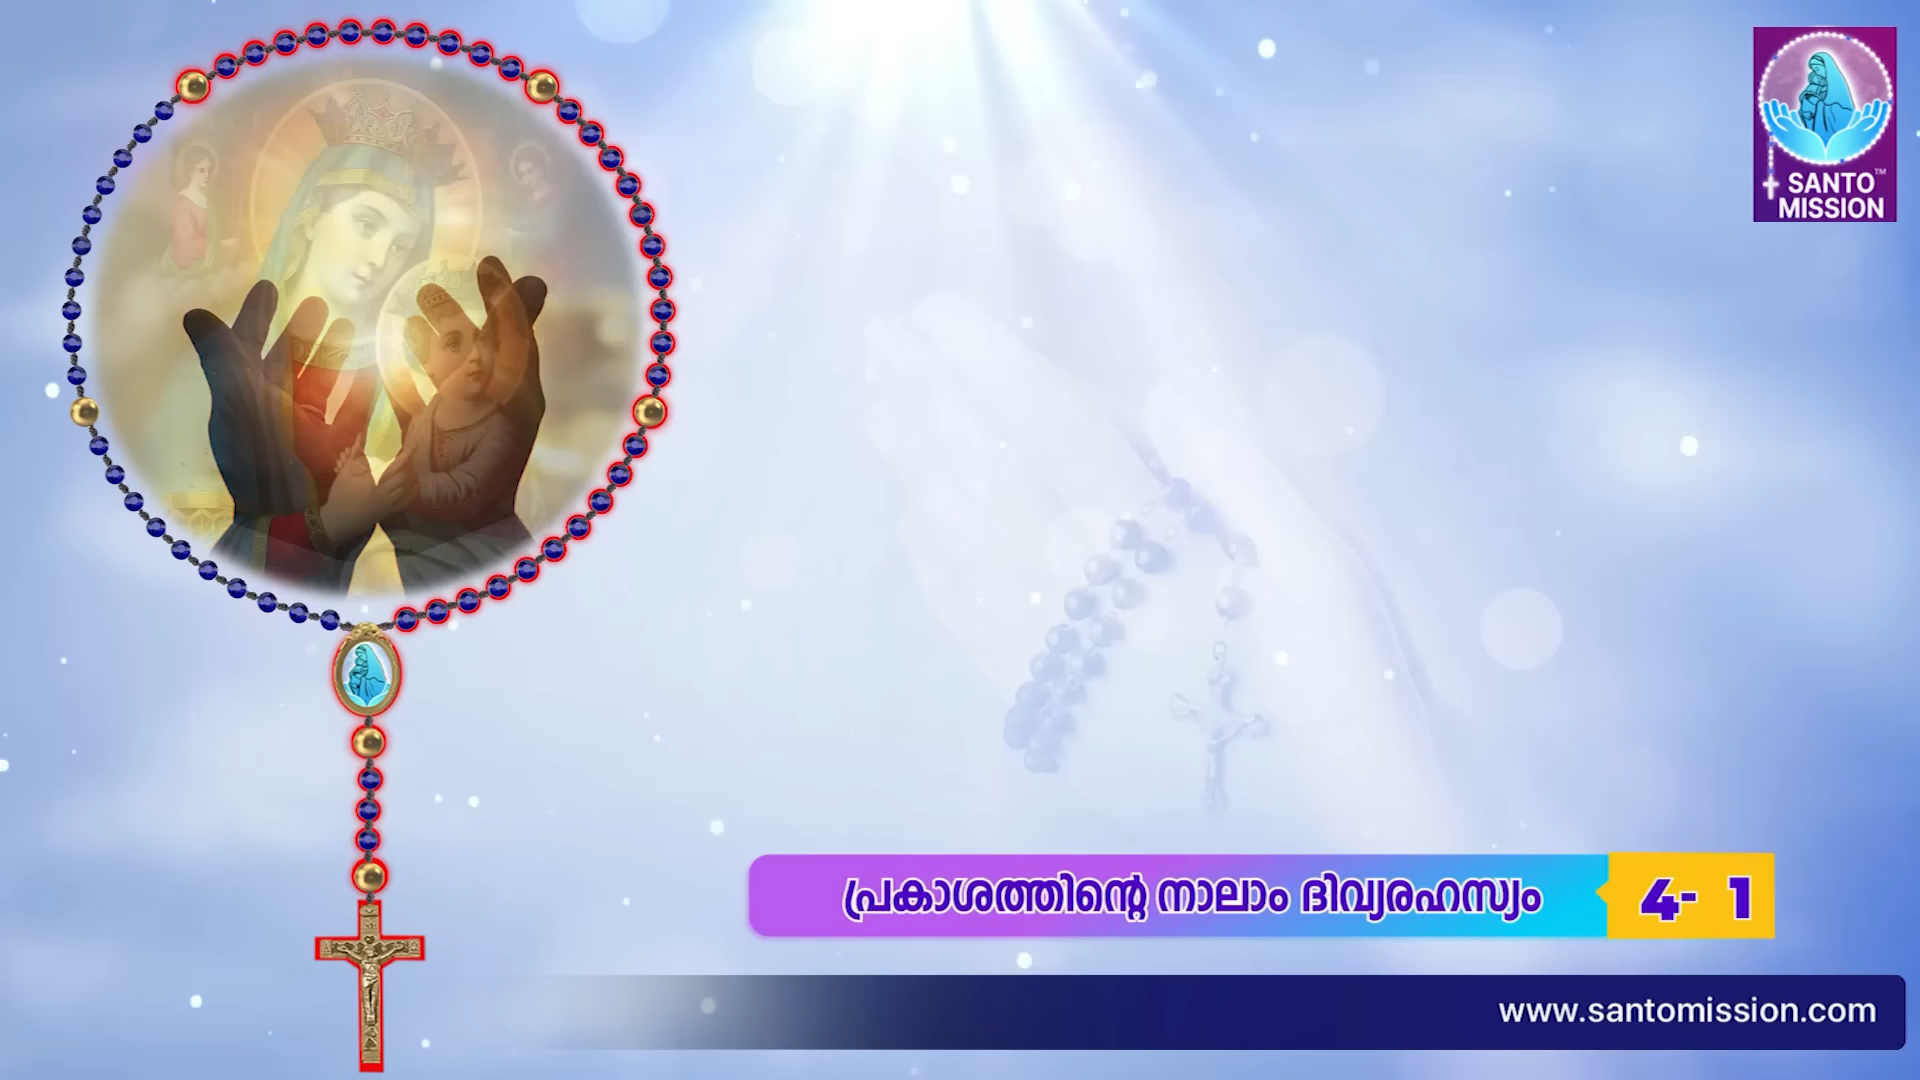 SANTO™
MISSION
പ്രകാശത്തിന്റെ നാലാം ദിവ്യരഹസ്യം
4- 1
www.santomission.com